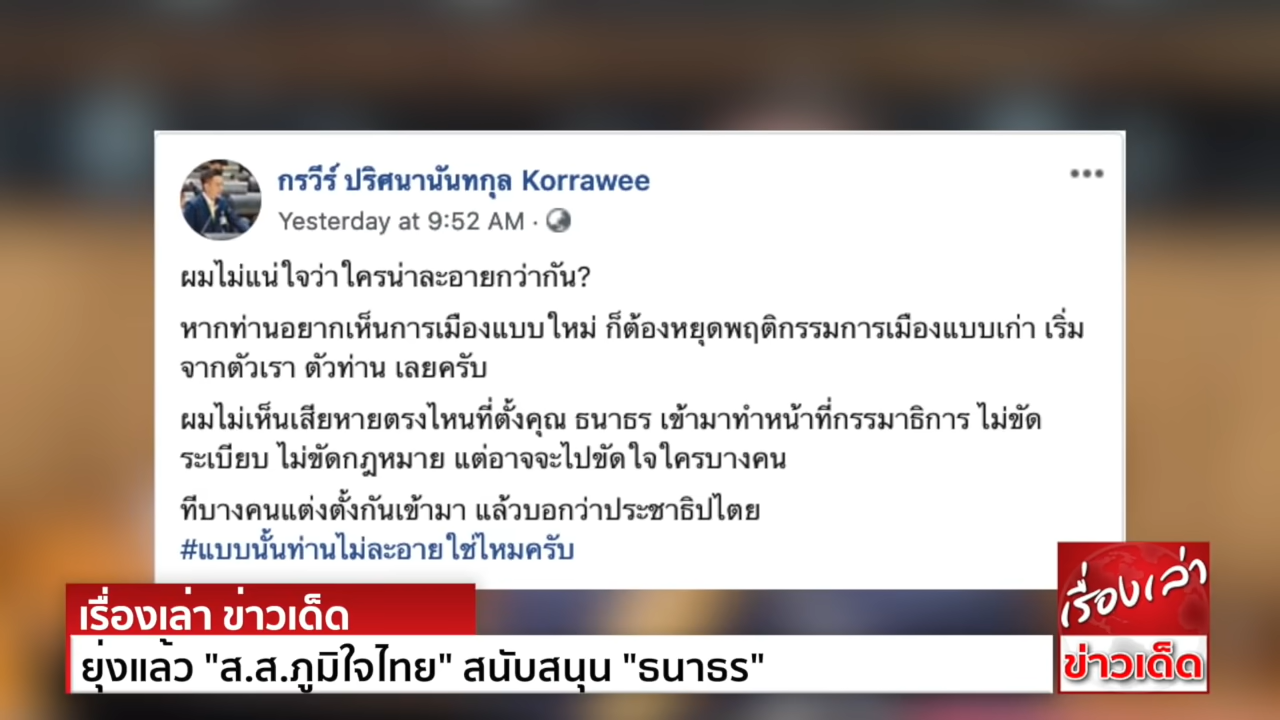 กรวีร์ ปริศนานันทกุล Korrawee
Yesterday at 9:52 AM ·
ผมไม่แน่ใจว่าใครน่าละอายกว่ากัน?
หากท่านอยากเห็นการเมืองแบบใหม่ ก็ต้องหยุดพฤติกรรมการเมืองแบบเก่า เริ่ม
จากตัวเรา ตัวท่าน เลยครับ
ผมไม่เห็นเสียหายตรงไหนที่ตั้งคุณ ธนาธร เข้ามาทำหน้าที่กรรมาธิการ ไม่ขัด
ระเบียบ ไม่ขัดกฎหมาย แต่อาจจะไปขัดใจใครบางคน
ทีบางคนแต่งตั้งกันเข้ามา แล้วบอกว่าประชาธิปไตย
#แบบนั้นท่านไม่ละอายใช่ไหมครับ
เรื่องเล่า ข่าวเด็ด
ยุ่งแล้ว "ส.ส.ภูมิใจไทย" สนับสนุน "ธนาธร"
เรื่องเล่า
ข่าวเด็ด